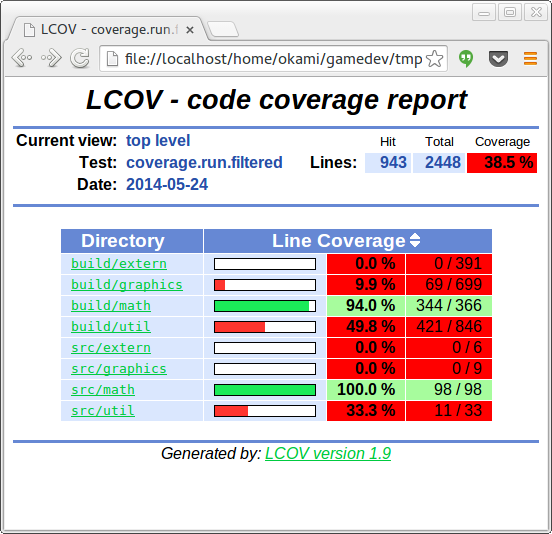 LCOV - coverage.run.f
file://localhost/home/okami/gamedev/tmp
LCOV - code coverage report
Current view: top level
Hit Total Coverage
Test: coverage.run.filtered Lines: 943 2448 38.5 %
Date: 2014-05-24
Directory Line Coverage
build/extern 0.0 % 0 / 391
build/graphics 9.9 % 69 / 699
build/math 94.0 % 344 / 366
build/util 49.8 % 421 / 846
src/extern 0.0 % 0 / 6
src/graphics 0.0 % 0 / 9
src/math 100.0 % 98 / 98
src/util 33.3 % 11 / 33
Generated by: LCOV version 1.9